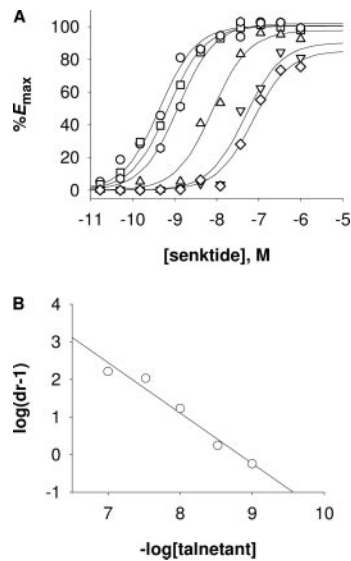 A
%Emax
100
80
60
40
20
0
-11 -10 -9 -8 -7 -6 -5
[senktide], M
B
log(dr-1)
4
3
2
1
0
-1
7 8 9 10
-log[talnetant]